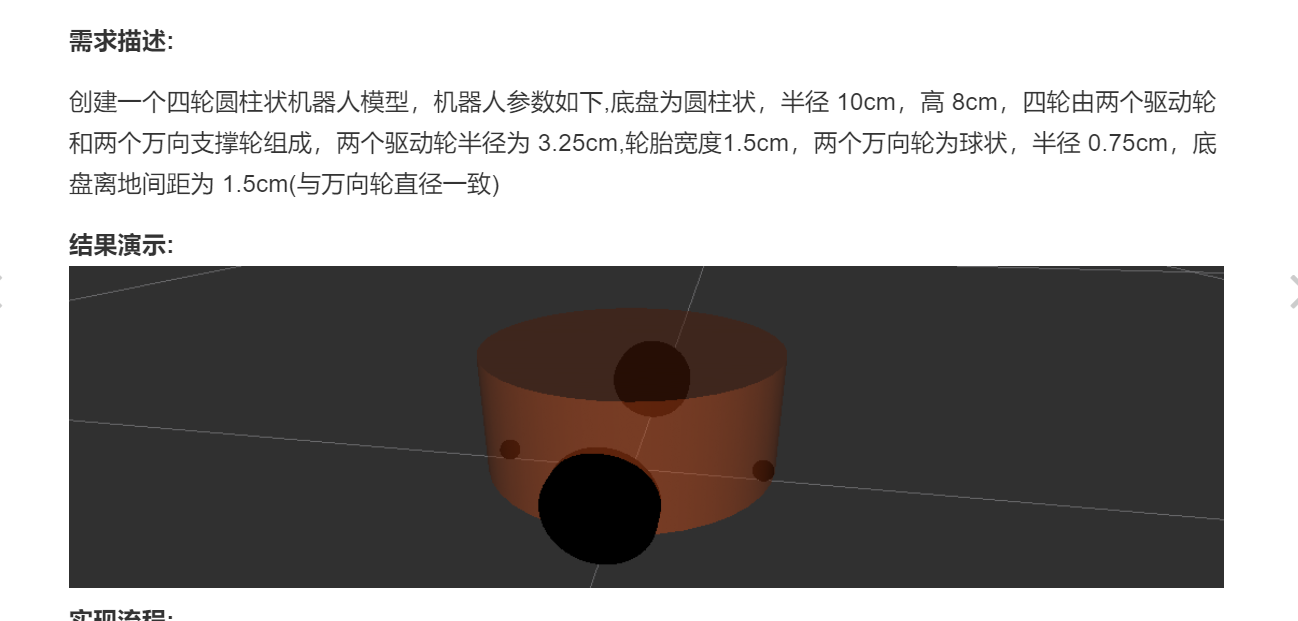 需求描述:
创建一个四轮圆柱状机器人模型，机器人参数如下,底盘为圆柱状，半径 10cm，高 8cm，四轮由两个驱动轮
和两个万向支撑轮组成，两个驱动轮半径为 3.25cm,轮胎宽度1.5cm，两个万向轮为球状，半径 0.75cm，底
盘离地间距为 1.5cm(与万向轮直径一致)
结果演示:
实现流程: